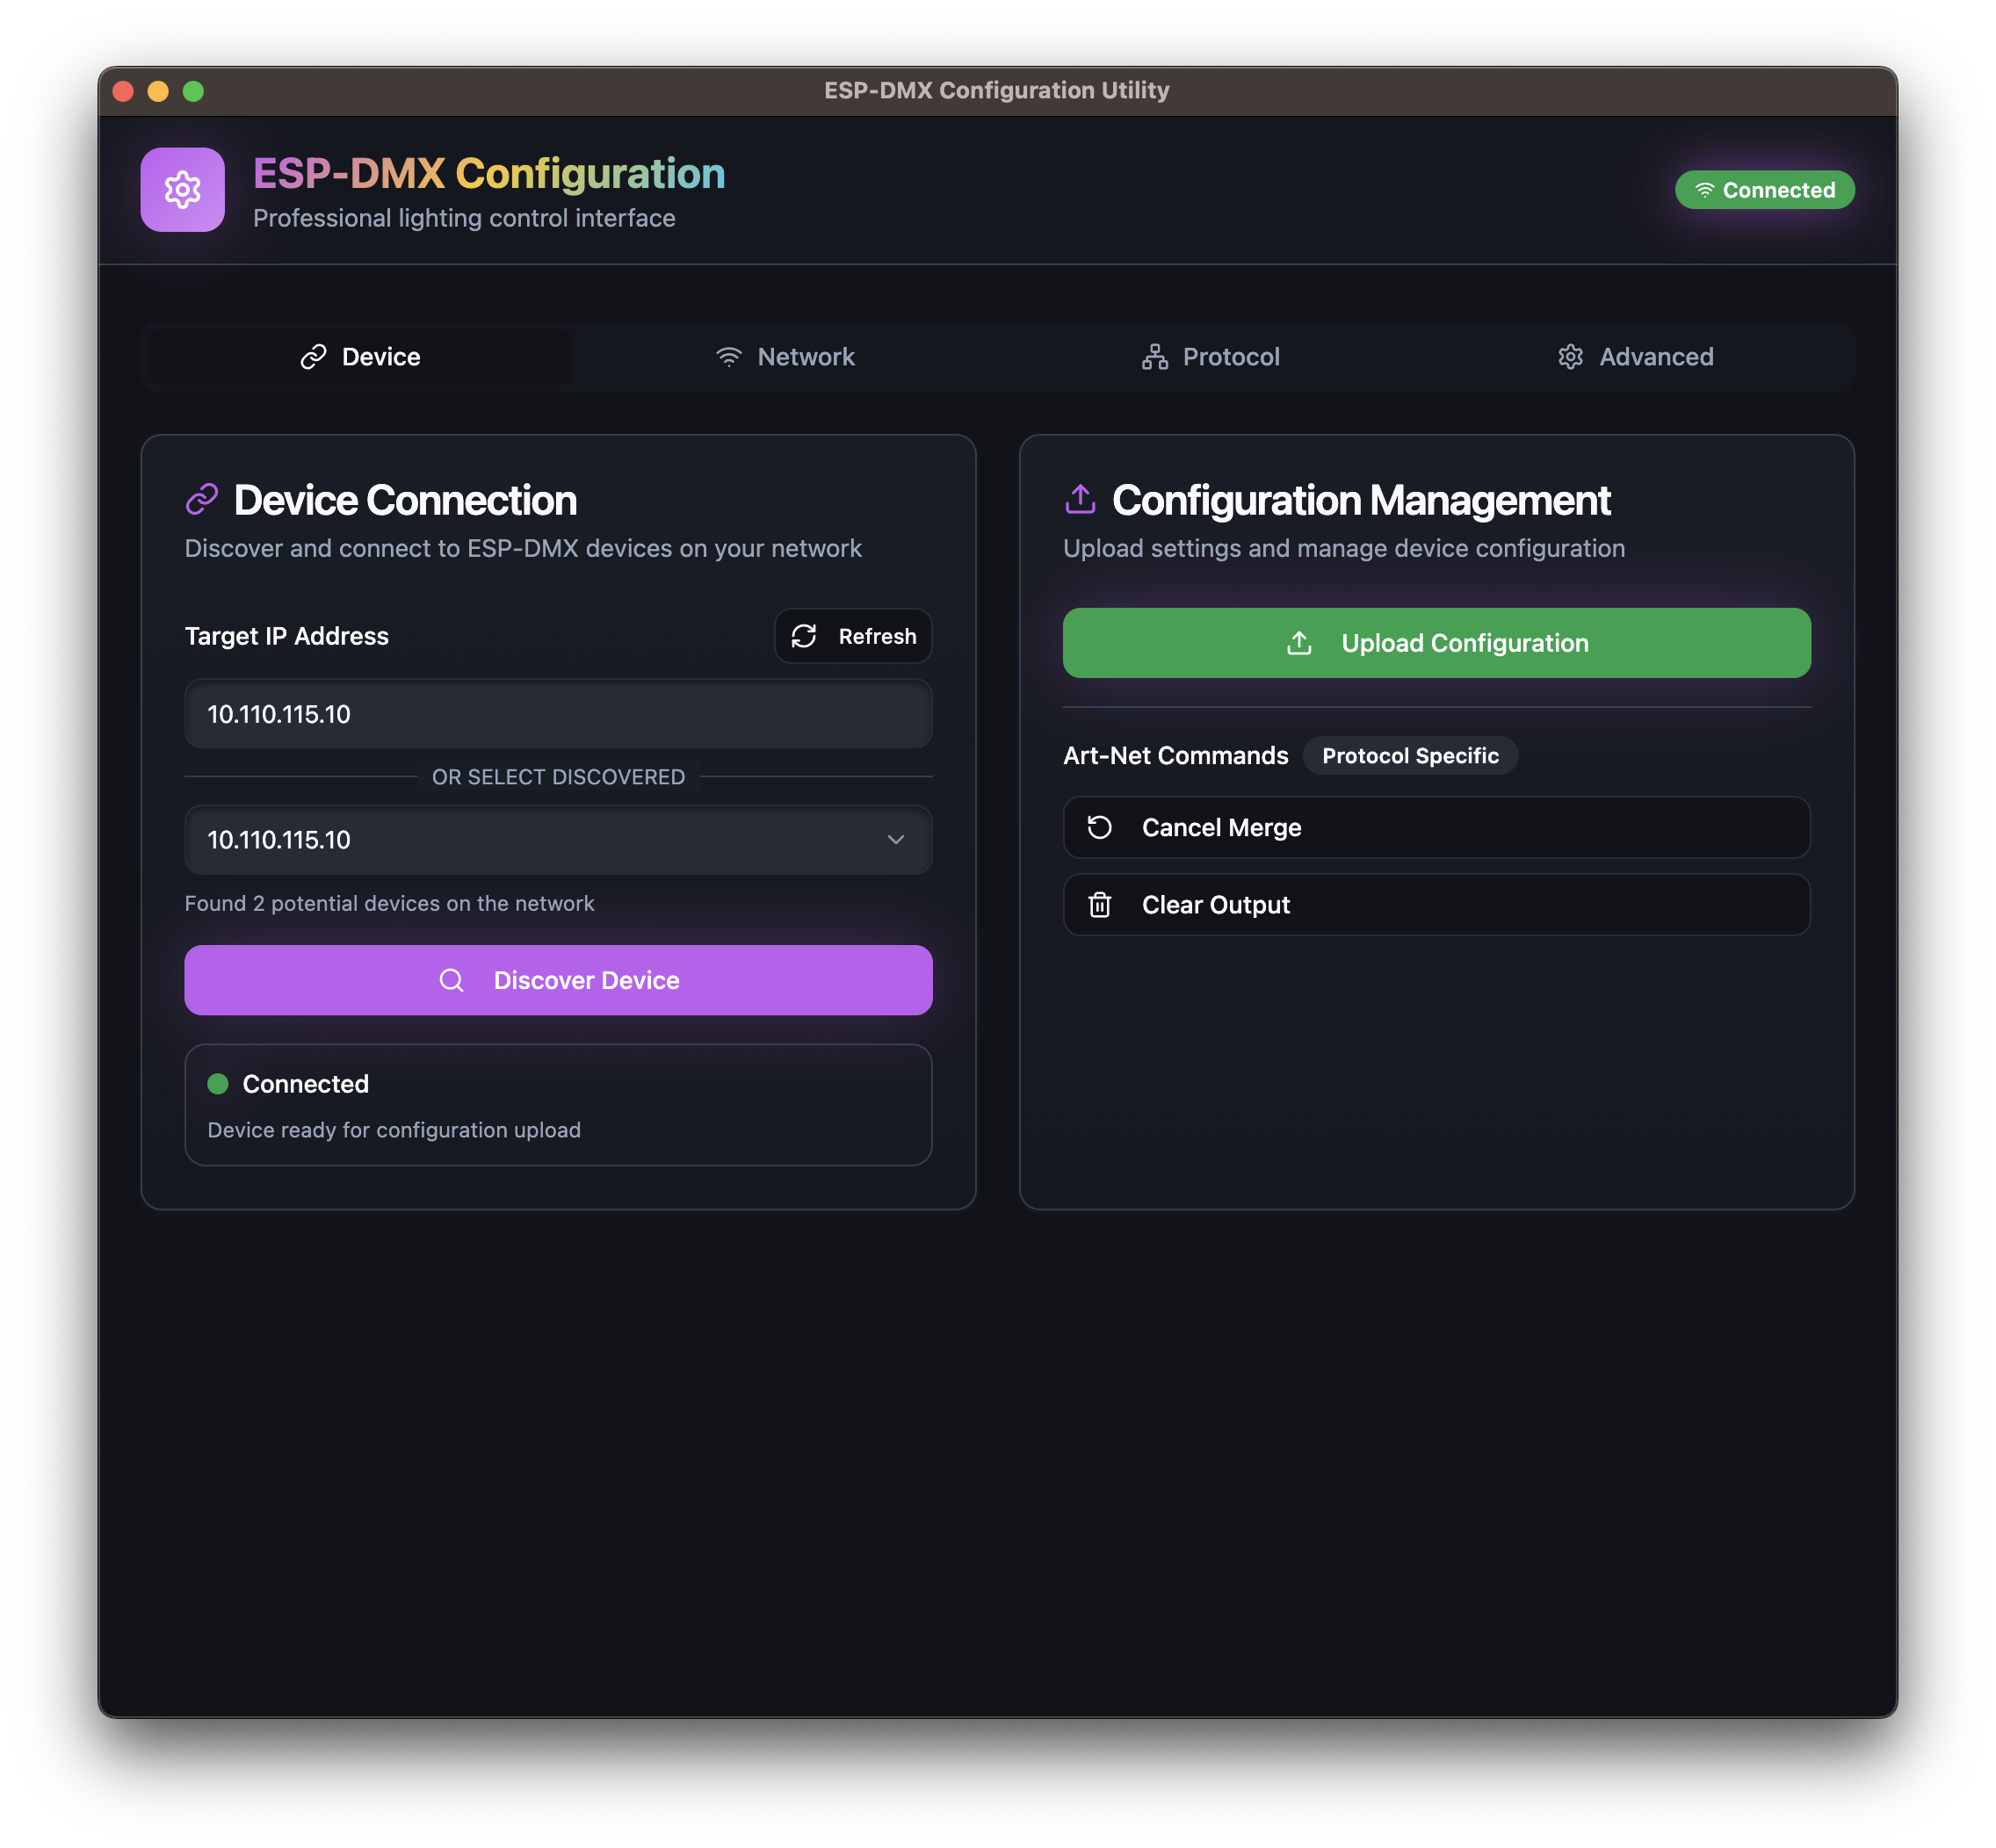 ESP-DMX Configuration Utility
ESP-DMX Configuration
Professional lighting control interface
Connected
Device
Network
Protocol
Advanced
Device Connection
Discover and connect to ESP-DMX devices on your network
Target IP Address
Refresh
10.110.115.10
OR SELECT DISCOVERED
10.110.115.10
Found 2 potential devices on the network
Discover Device
Connected
Device ready for configuration upload
Configuration Management
Upload settings and manage device configuration
Upload Configuration
Art-Net Commands
Protocol Specific
Cancel Merge
Clear Output